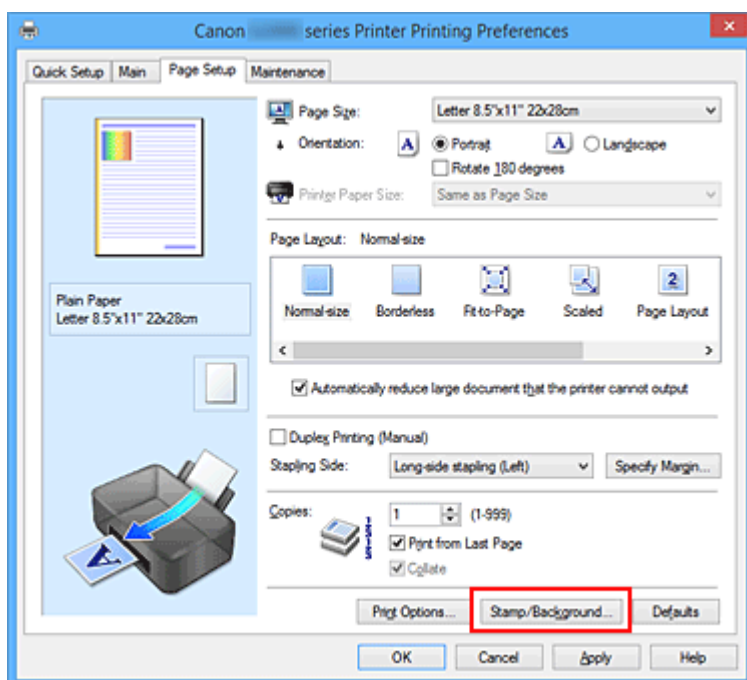 Canon series Printer Printing Preferences
Quick Setup Main Page Setup Maintenance
Page Size: Letter 8.5"x11" 22x28cm
Orientation: A Portrait A Landscape
Rotate 180 degrees
Printer Paper Size: Same as Page Size
Page Layout: Normal-size
2
Normal-size Borderless Fit-to-Page Scaled Page Layout
Plain Paper
Letter 8.5"x11" 22x28cm
Automatically reduce large document that the printer cannot output
Duplex Printing (Manual)
Stapling Side: Long-side stapling (Left) Specify Margin...
Copies: 1 (1-999)
Print from Last Page
Collate
A
Print Options... Stamp/Background... Defaults
OK Cancel Apply Help